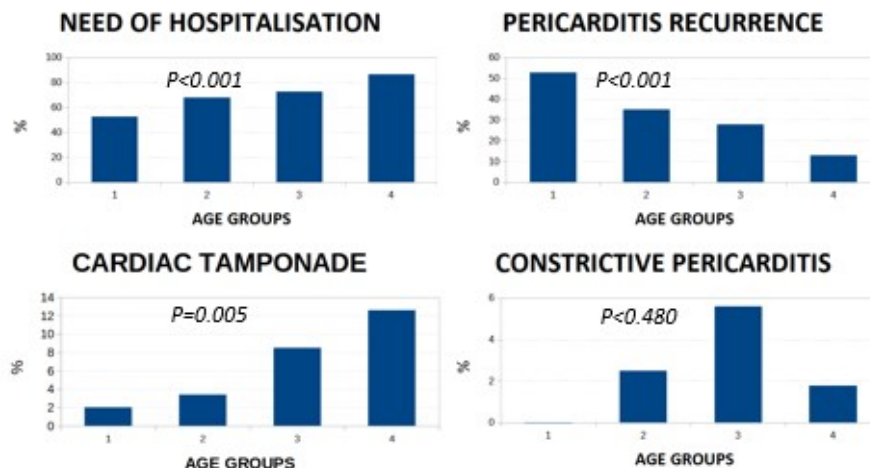 NEED OF HOSPITALISATION
100
80
60
40
20
0
%
P<0.001
1 2 3 4
AGE GROUPS
PERICARDITIS RECURRENCE
60
50
40
30
20
10
0
%
P<0.001
1 2 3 4
AGE GROUPS
CARDIAC TAMPONADE
14
12
10
8
6
4
2
0
%
P=0.005
1 2 3 4
AGE GROUPS
CONSTRICTIVE PERICARDITIS
6
4
2
0
%
P<0.480
1 2 3 4
AGE GROUPS